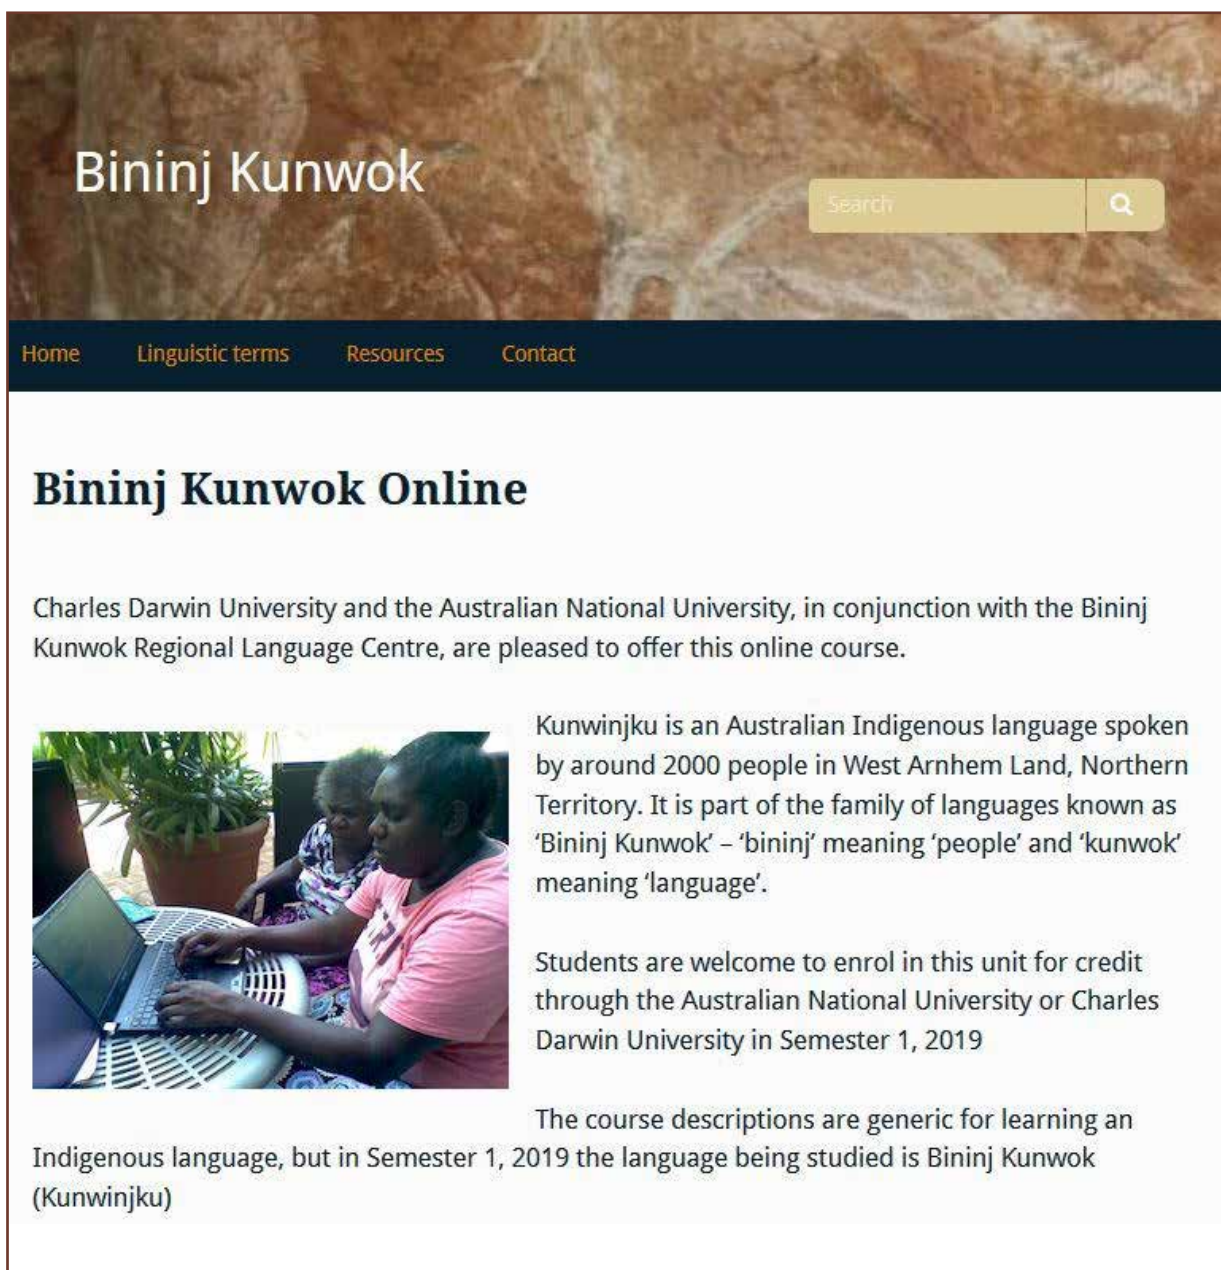 Bininj Kunwok
Search
Home Linguistic terms Resources Contact
Bininj Kunwok Online
Charles Darwin University and the Australian National University, in conjunction with the Bininj
Kunwok Regional Language Centre, are pleased to offer this online course.
Kunwinjku is an Australian Indigenous language spoken
by around 2000 people in West Arnhem Land, Northern
Territory. It is part of the family of languages known as
‘Bininj Kunwok’ – ‘bininj’ meaning ‘people’ and ‘kunwok’
meaning ‘language’.
Students are welcome to enrol in this unit for credit
through the Australian National University or Charles
Darwin University in Semester 1, 2019
The course descriptions are generic for learning an
Indigenous language, but in Semester 1, 2019 the language being studied is Bininj Kunwok
(Kunwinjku)